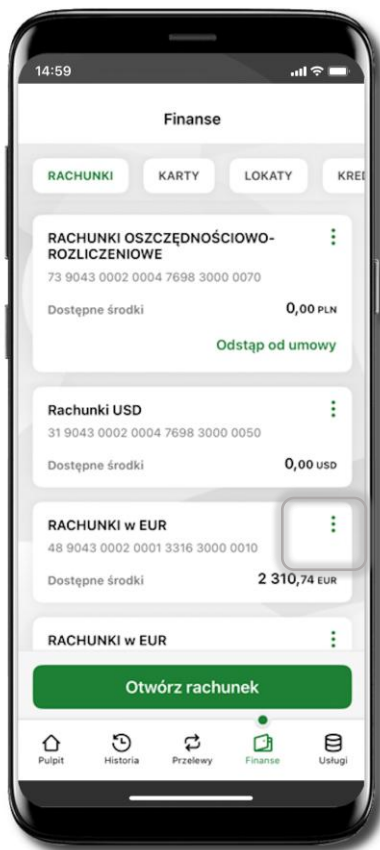 14:59
Finanse
RACHUNKI KARTY LOKATY KRED
RACHUNKI OSZCZĘDNOŚCIOWO-
ROZLICZENIOWE
73 9043 0002 0004 7698 3000 0070
Dostępne środki 0,00 PLN
Odstąp od umowy
Rachunki USD
31 9043 0002 0004 7698 3000 0050
Dostępne środki 0,00 USD
RACHUNKI w EUR
48 9043 0002 0001 3316 3000 0010
Dostępne środki 2 310,74 EUR
RACHUNKI w EUR
Otwórz rachunek
Pulpit Historia Przelewy Finanse Usługi